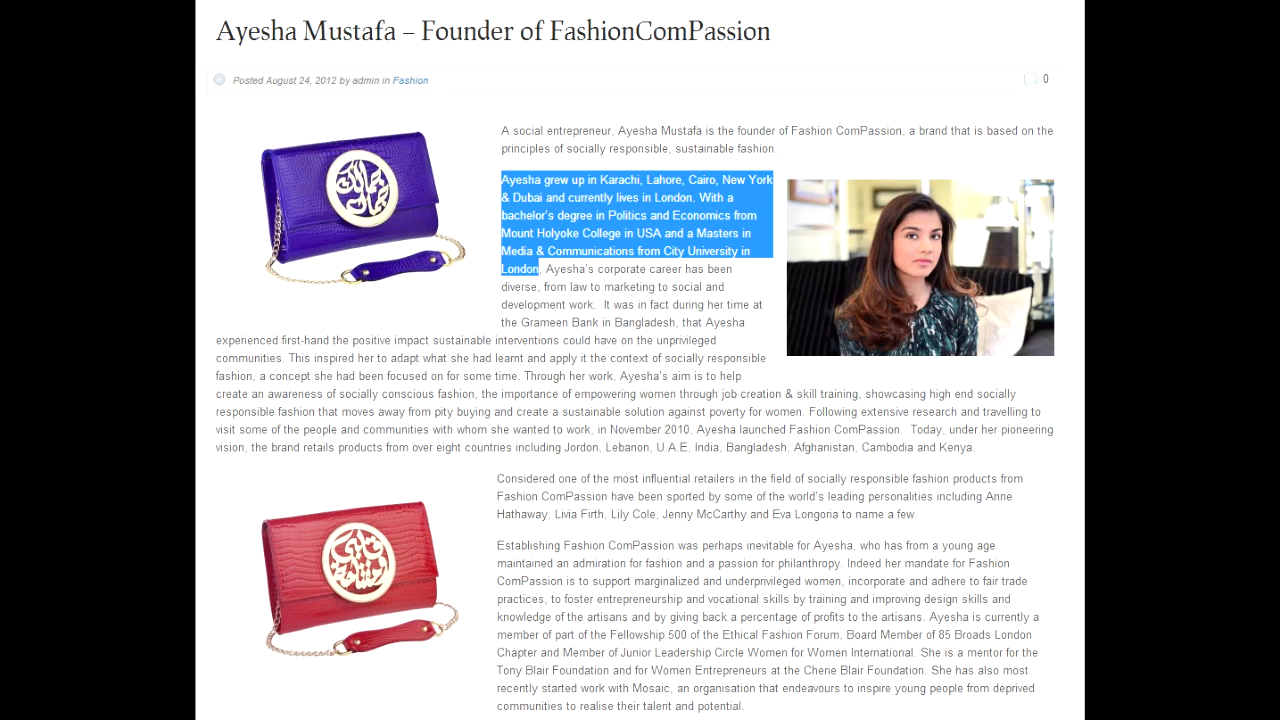 Ayesha Mustafa – Founder of FashionComPassion
Posted August 24, 2012 by admin in Fashion
0
A social entrepreneur, Ayesha Mustafa is the founder of Fashion ComPassion, a brand that is based on the
principles of socially responsible, sustainable fashion.
Ayesha grew up in Karachi, Lahore, Cairo, New York
& Dubai and currently lives in London. With a
bachelor's degree in Politics and Economics from
Mount Holyoke College in USA and a Masters in
Media & Communications from City University in
London, Ayesha's corporate career has been
diverse, from law to marketing to social and
development work.  It was in fact during her time at
the Grameen Bank in Bangladesh, that Ayesha
experienced first-hand the positive impact sustainable interventions could have on the unprivileged
communities. This inspired her to adapt what she had learnt and apply it the context of socially responsible
fashion, a concept she had been focused on for some time. Through her work, Ayesha's aim is to help
create an awareness of socially conscious fashion, the importance of empowering women through job creation & skill training, showcasing high end socially
responsible fashion that moves away from pity buying and create a sustainable solution against poverty for women. Following extensive research and travelling to
visit some of the people and communities with whom she wanted to work, in November 2010, Ayesha launched Fashion ComPassion.  Today, under her pioneering
vision, the brand retails products from over eight countries including Jordon, Lebanon, U.A.E, India, Bangladesh, Afghanistan, Cambodia and Kenya.
Considered one of the most influential retailers in the field of socially responsible fashion products from
Fashion ComPassion have been sported by some of the world's leading personalities including Anne
Hathaway, Livia Firth, Lily Cole, Jenny McCarthy and Eva Longoria to name a few.
Establishing Fashion ComPassion was perhaps inevitable for Ayesha, who has from a young age
maintained an admiration for fashion and a passion for philanthropy. Indeed her mandate for Fashion
ComPassion is to support marginalized and underprivileged women, incorporate and adhere to fair trade
practices, to foster entrepreneurship and vocational skills by training and improving design skills and
knowledge of the artisans and by giving back a percentage of profits to the artisans. Ayesha is currently a
member of part of the Fellowship 500 of the Ethical Fashion Forum, Board Member of 85 Broads London
Chapter and Member of Junior Leadership Circle Women for Women International. She is a mentor for the
Tony Blair Foundation and for Women Entrepreneurs at the Cherie Blair Foundation. She has also most
recently started work with Mosaic, an organisation that endeavours to inspire young people from deprived
communities to realise their talent and potential.